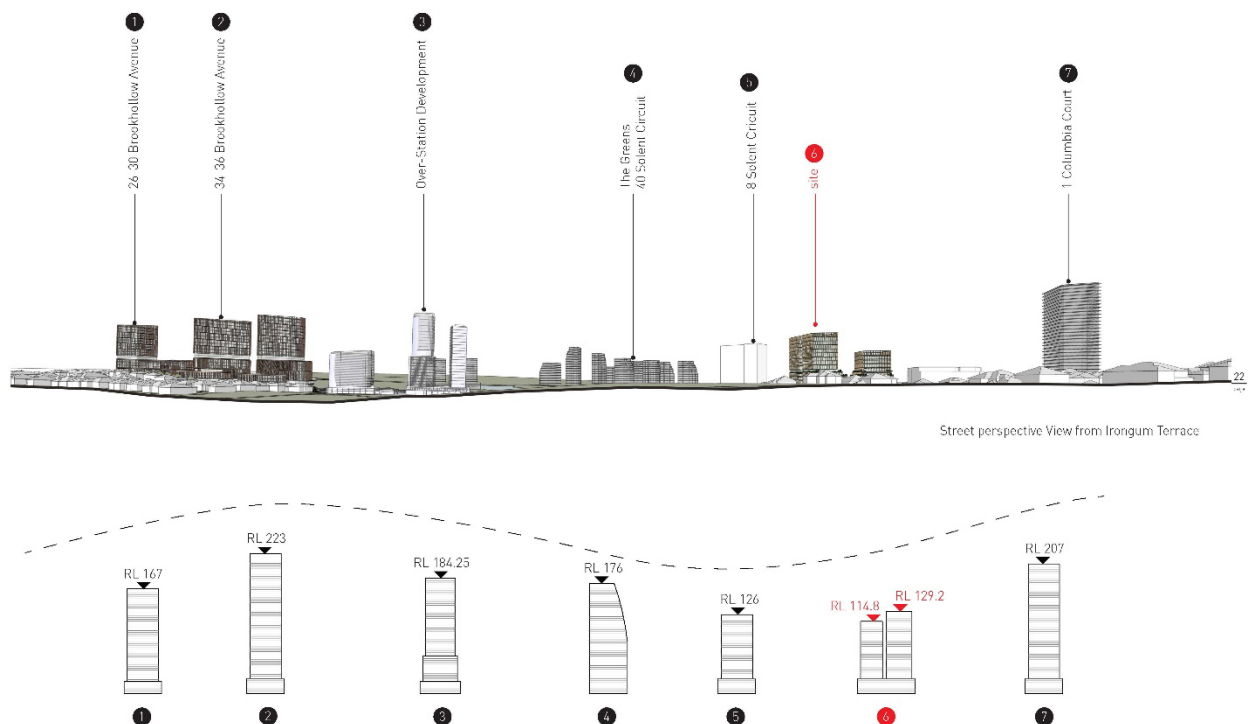 1
26 30 Brookhollow Avenue
2
34 36 Brookhollow Avenue
3
Over-Station Development
4
The Greens
40 Solent Circuit
5
8 Solent Cricuit
6
site
7
1 Columbia Court
22
Street perspective View from Irongum Terrace
RL 167
RL 223
RL 184.25
RL 176
RL 126
RL 114.8
RL 129.2
RL 207
1
2
3
4
5
6
7